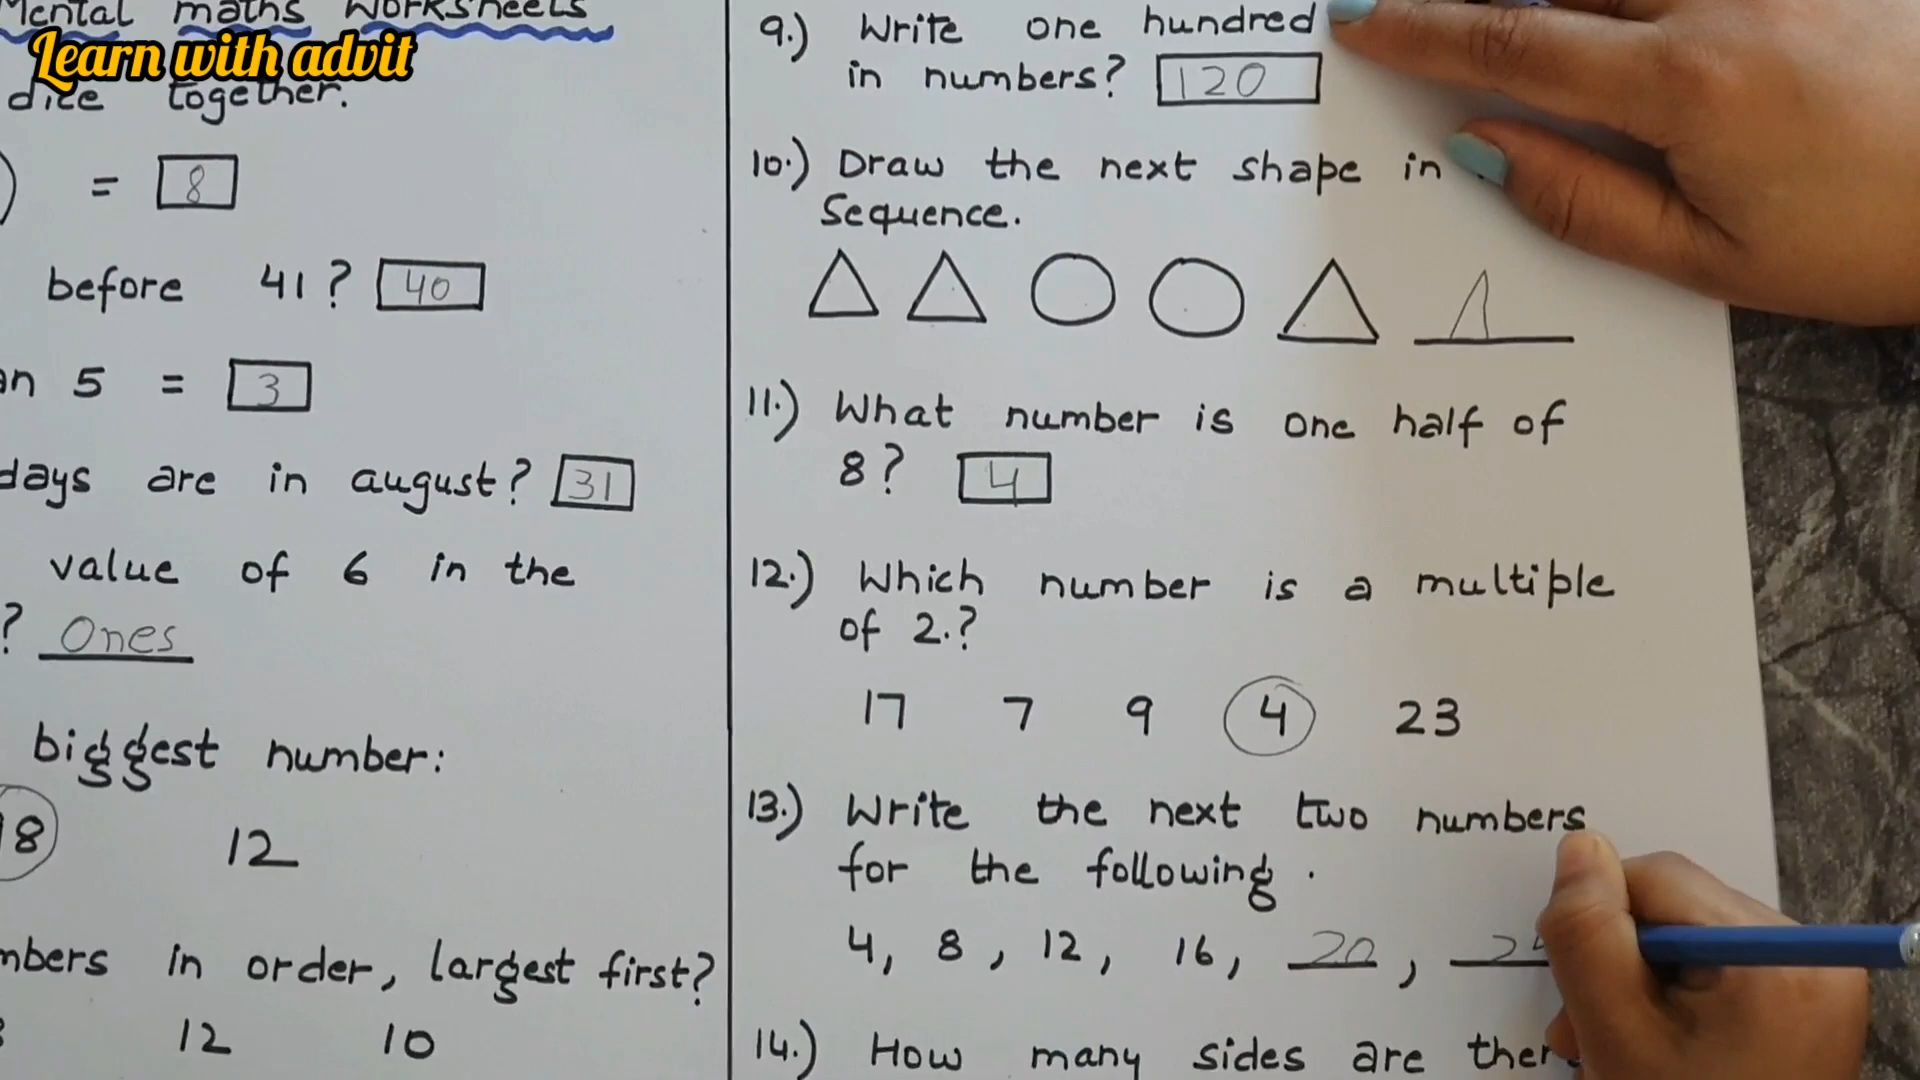 Mental maths Worksheets
Learn with advit
dice together.
= 8
before 41? 40
5 = 3
days are in august? 31
value of 6 in the
? Ones
biggest number:
18 12
in order, largest first?
12 10
9.) Write one hundred
in numbers? 120
10.) Draw the next shape in
Sequence.
11.) What number is one half of
8? 4
12.) Which number is a multiple
of 2.?
17 7 9 4 23
13.) Write the next two numbers
for the following.
4, 8, 12, 16, 20, 24
14.) How many sides are